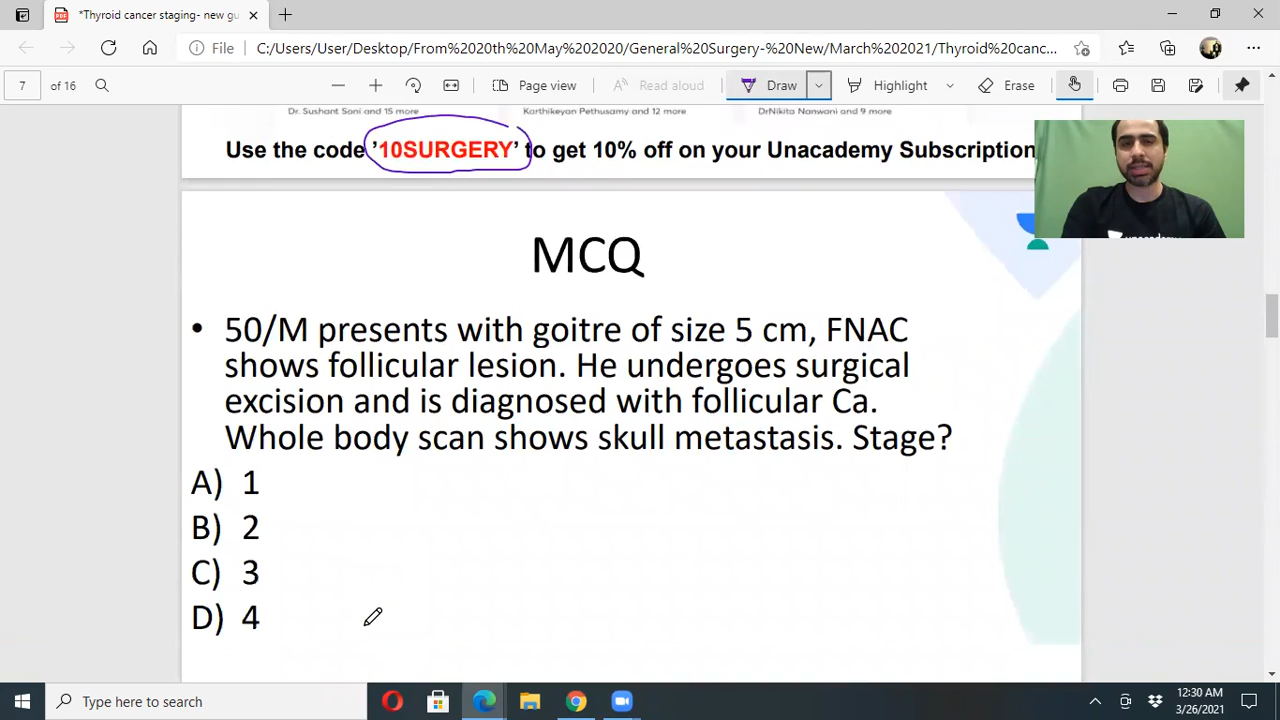 *Thyroid cancer staging- new gu
File
C:/Users/User/Desktop/From%2020th%20May%202020/General%20Surgery-%20New/March%202021/Thyroid%20canc...
7 of 16
Page view
Read aloud
Draw
Highlight
Erase
Dr. Sushant Soni and 15 more
Karthikeyan Pethusamy and 12 more
DrNikita Nanwani and 9 more
Use the code '10SURGERY' to get 10% off on your Unacademy Subscription
MCQ
• 50/M presents with goitre of size 5 cm, FNAC
shows follicular lesion. He undergoes surgical
excision and is diagnosed with follicular Ca.
Whole body scan shows skull metastasis. Stage?
A) 1
B) 2
C) 3
D) 4
Type here to search
12:30 AM
3/26/2021